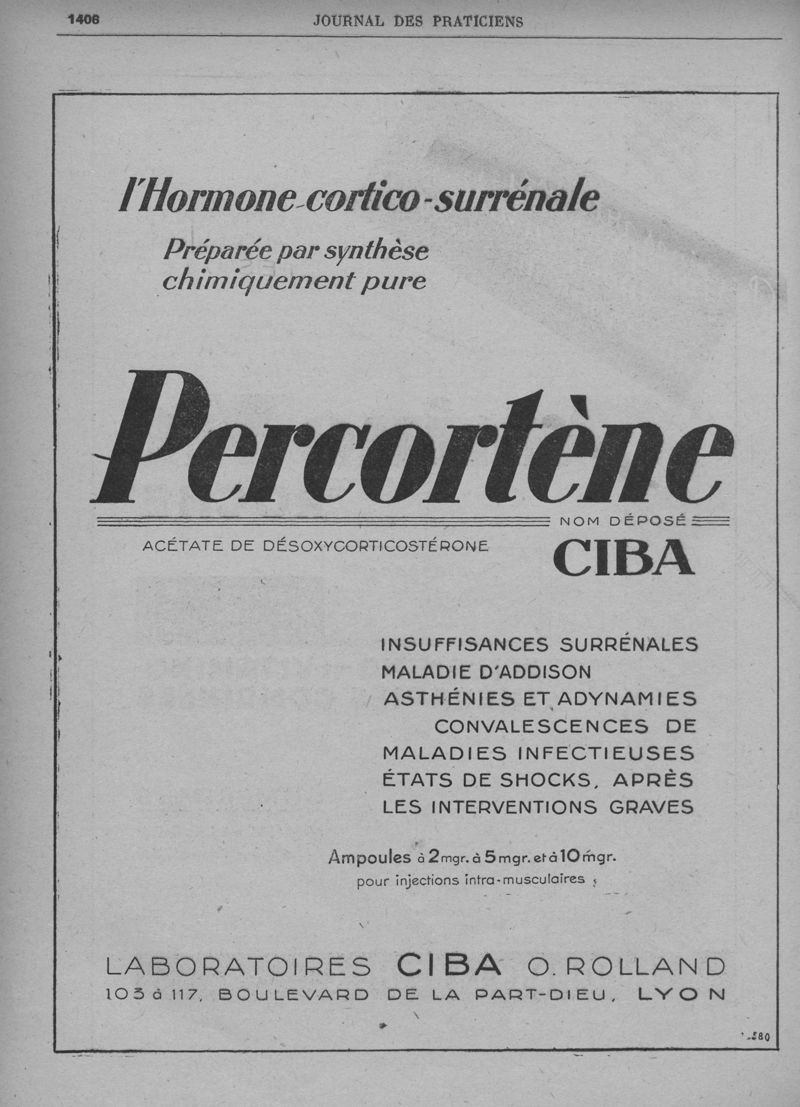 1406
JOURNAL DES PRATICIENS
l'Hormone cortico-surrénale
Préparée par synthèse
chimiquement pure
Percortène
NOM DÉPOSÉ
ACÉTATE DE DÉSOXYCORTICOSTÉRONE
CIBA
INSUFFISANCES SURRÉNALES
MALADIE D'ADDISON
ASTHÉNIES ET ADYNAMIES
CONVALESCENCES DE
MALADIES INFECTIEUSES
ÉTATS DE SHOCKS, APRÈS
LES INTERVENTIONS GRAVES
Ampoules à 2 mgr. à 5 mgr. et à 10 mgr.
pour injections intra-musculaires
LABORATOIRES CIBA O. ROLLAND
103 à 117, BOULEVARD DE LA PART-DIEU, LYON